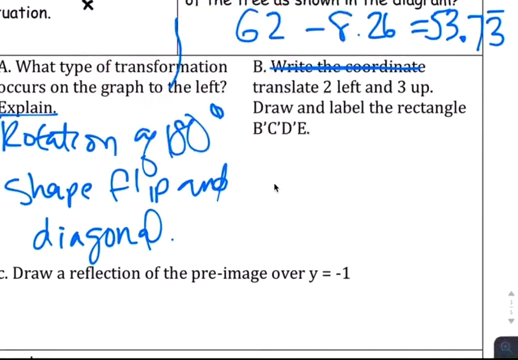 of the tree as shown in the diagram?
uation.
62 - 8.26 = 53.73
A. What type of transformation
occurs on the graph to the left?
Explain.
Rotation of 180°
shape flip and
diagonal.
B. Write the coordinate
translate 2 left and 3 up.
Draw and label the rectangle
B'C'D'E.
c. Draw a reflection of the pre-image over y = -1